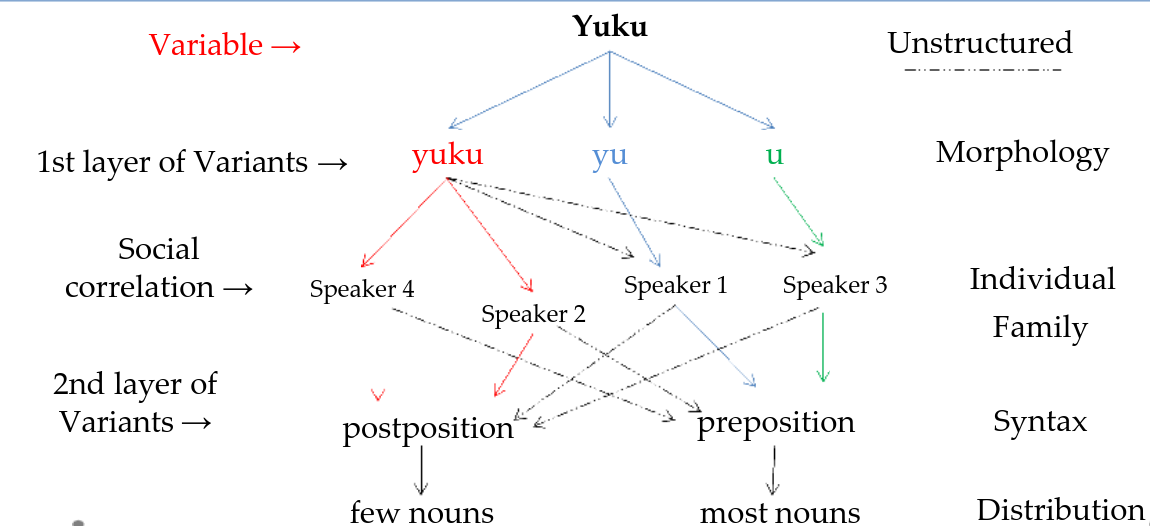 Yuku
Variable →
Unstructured
1st layer of Variants →
yuku
yu
u
Morphology
Social
correlation →
Speaker 4
Speaker 2
Speaker 1
Speaker 3
Individual
Family
2nd layer of
Variants →
postposition
preposition
Syntax
few nouns
most nouns
Distribution